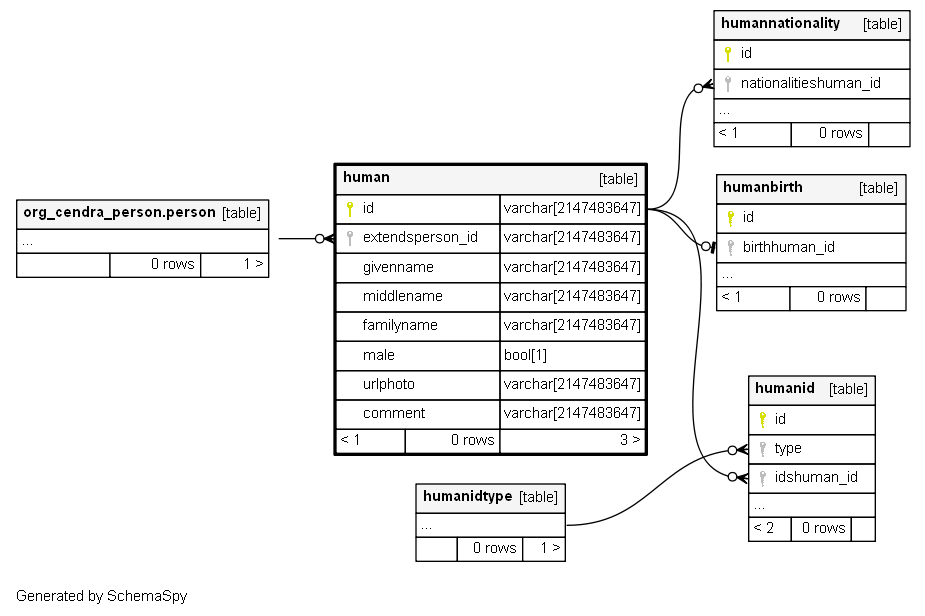 humannationality [table]
id
nationalitieshuman_id
...
< 1 0 rows
human [table]
id varchar[2147483647]
extendsperson_id varchar[2147483647]
givenname varchar[2147483647]
middlename varchar[2147483647]
familyname varchar[2147483647]
male bool[1]
urlphoto varchar[2147483647]
comment varchar[2147483647]
< 1 0 rows 3 >
humanbirth [table]
id
birthhuman_id
...
< 1 0 rows
org_cendra_person.person [table]
...
0 rows 1 >
humanid [table]
id
type
idshuman_id
...
< 2 0 rows
humanidtype [table]
...
0 rows 1 >
Generated by SchemaSpy